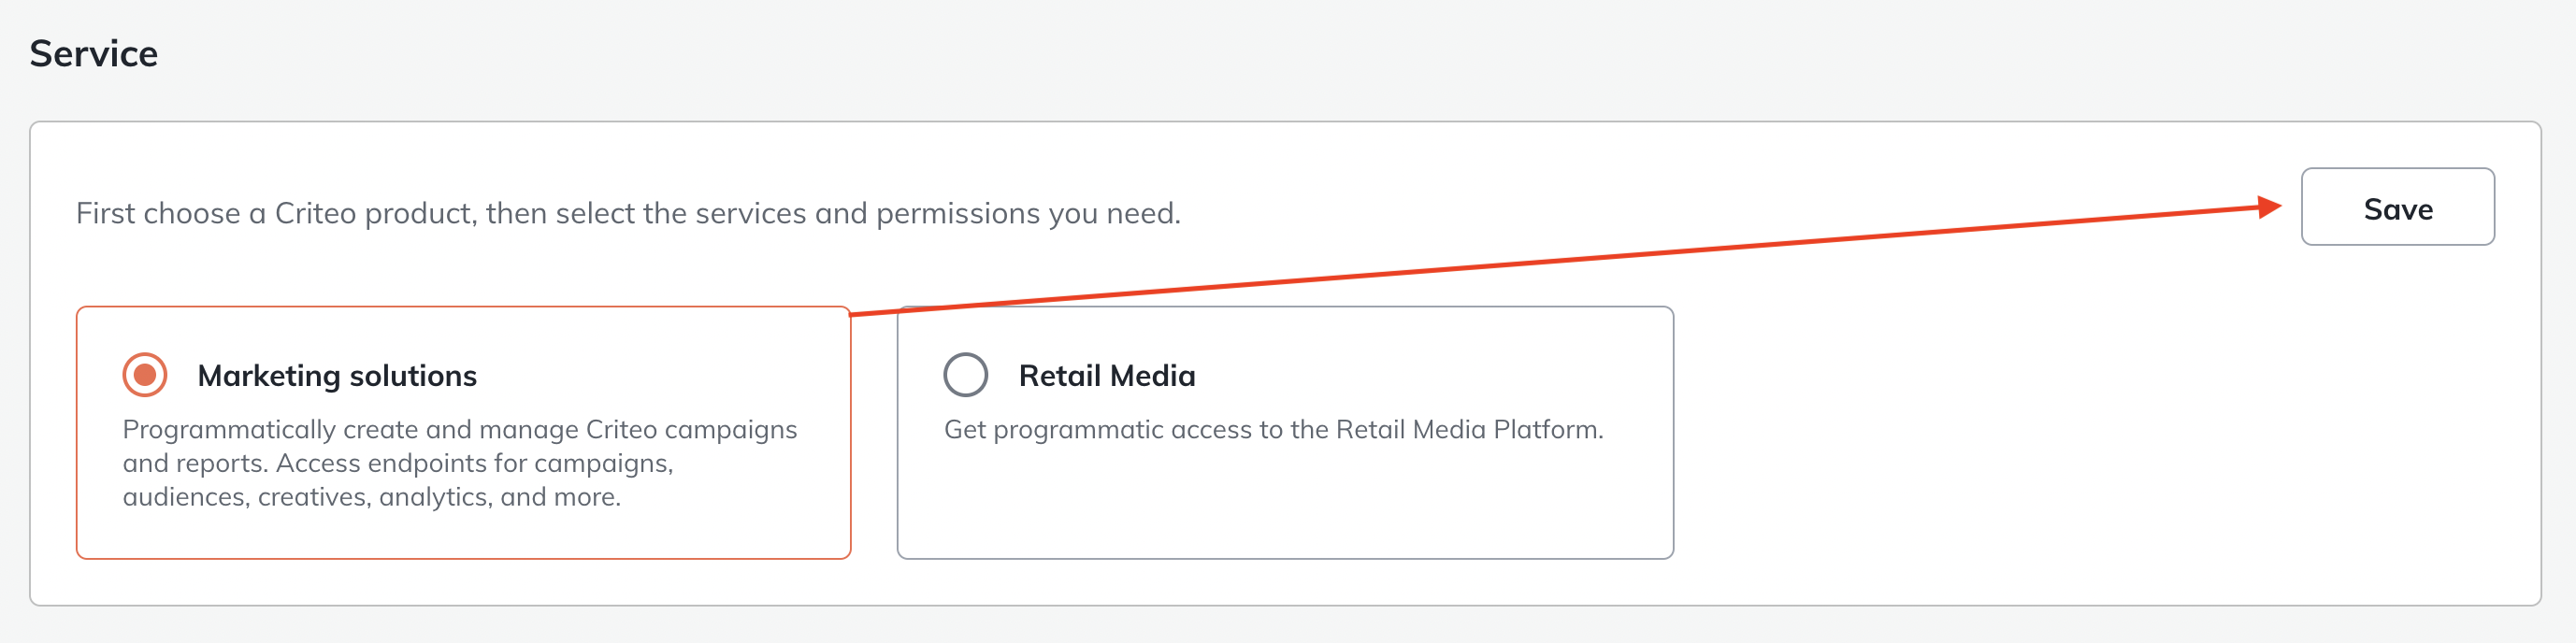 Service
First choose a Criteo product, then select the services and permissions you need.
Save
Marketing solutions
Programmatically create and manage Criteo campaigns
and reports. Access endpoints for campaigns,
audiences, creatives, analytics, and more.
Retail Media
Get programmatic access to the Retail Media Platform.